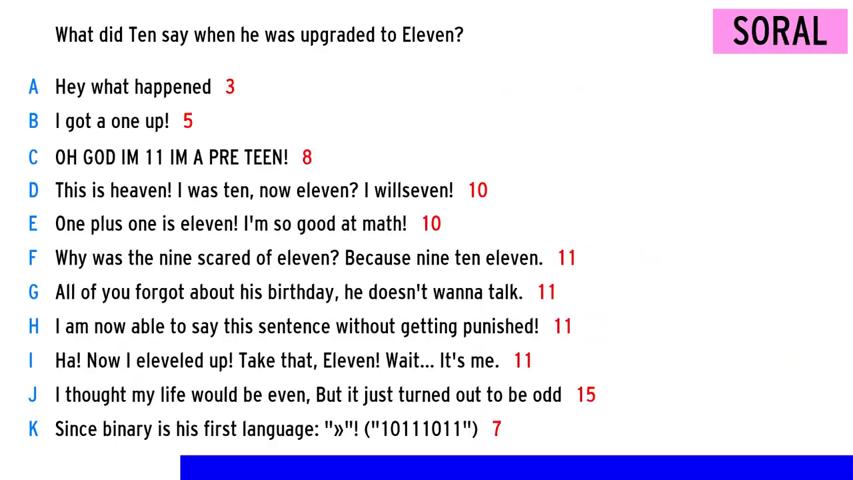 What did Ten say when he was upgraded to Eleven?
SORAL
A Hey what happened 3
B I got a one up! 5
C OH GOD IM 11 IM A PRE TEEN! 8
D This is heaven! I was ten, now eleven? I willseven! 10
E One plus one is eleven! I'm so good at math! 10
F Why was the nine scared of eleven? Because nine ten eleven. 11
G All of you forgot about his birthday, he doesn't wanna talk. 11
H I am now able to say this sentence without getting punished! 11
I Ha! Now I eleveled up! Take that, Eleven! Wait... It's me. 11
J I thought my life would be even, But it just turned out to be odd 15
K Since binary is his first language: "»"! ("10111011") 7